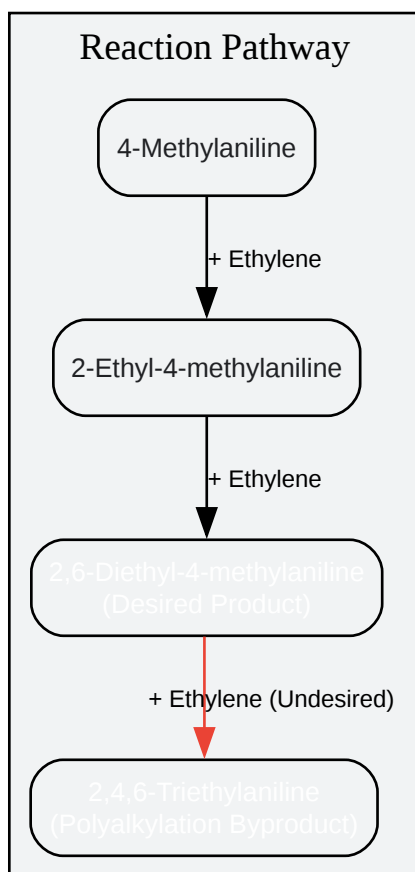 Reaction Pathway
4-Methylaniline
+ Ethylene
2-Ethyl-4-methylaniline
+ Ethylene
2,6-Diethyl-4-methylaniline
(Desired Product)
+ Ethylene (Undesired)
2,4,6-Triethylaniline
(Polyalkylation Byproduct)